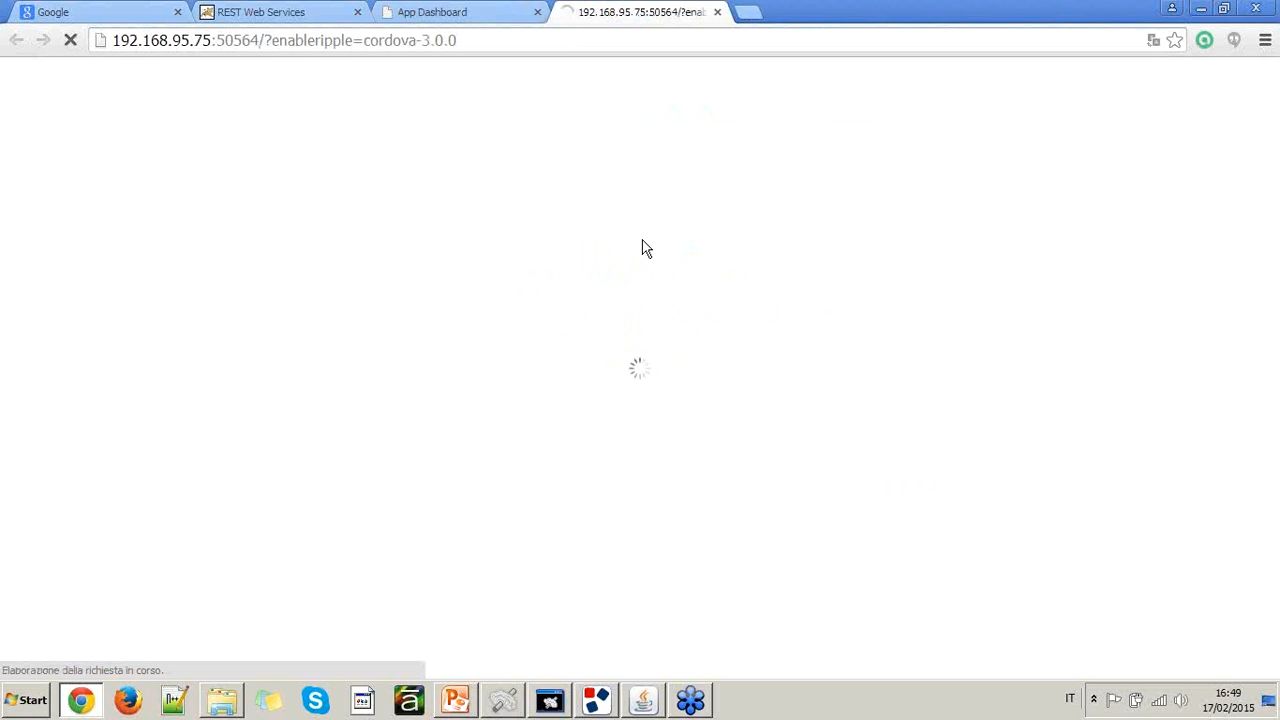 Google
REST Web Services
App Dashboard
192.168.95.75:50564/?enab
192.168.95.75:50564/?enableripple=cordova-3.0.0
Elaborazione della richiesta in corso.
Start
IT
16:49
17/02/2015